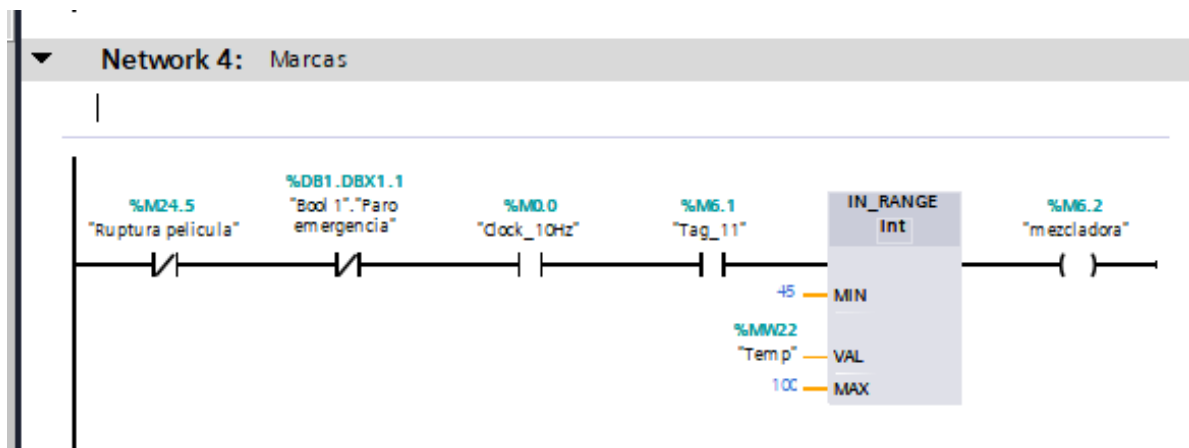 Network 4: Marcas
%DB1.DBX1.1
%M24.5 "Bool 1"."Paro %M0.0 %M6.1 IN_RANGE %M6.2
"Ruptura pelicula" emergencia" "Clock_10Hz" "Tag_11" Int "mezcladora"
45 MIN
%MW22
"Temp" VAL
100 MAX